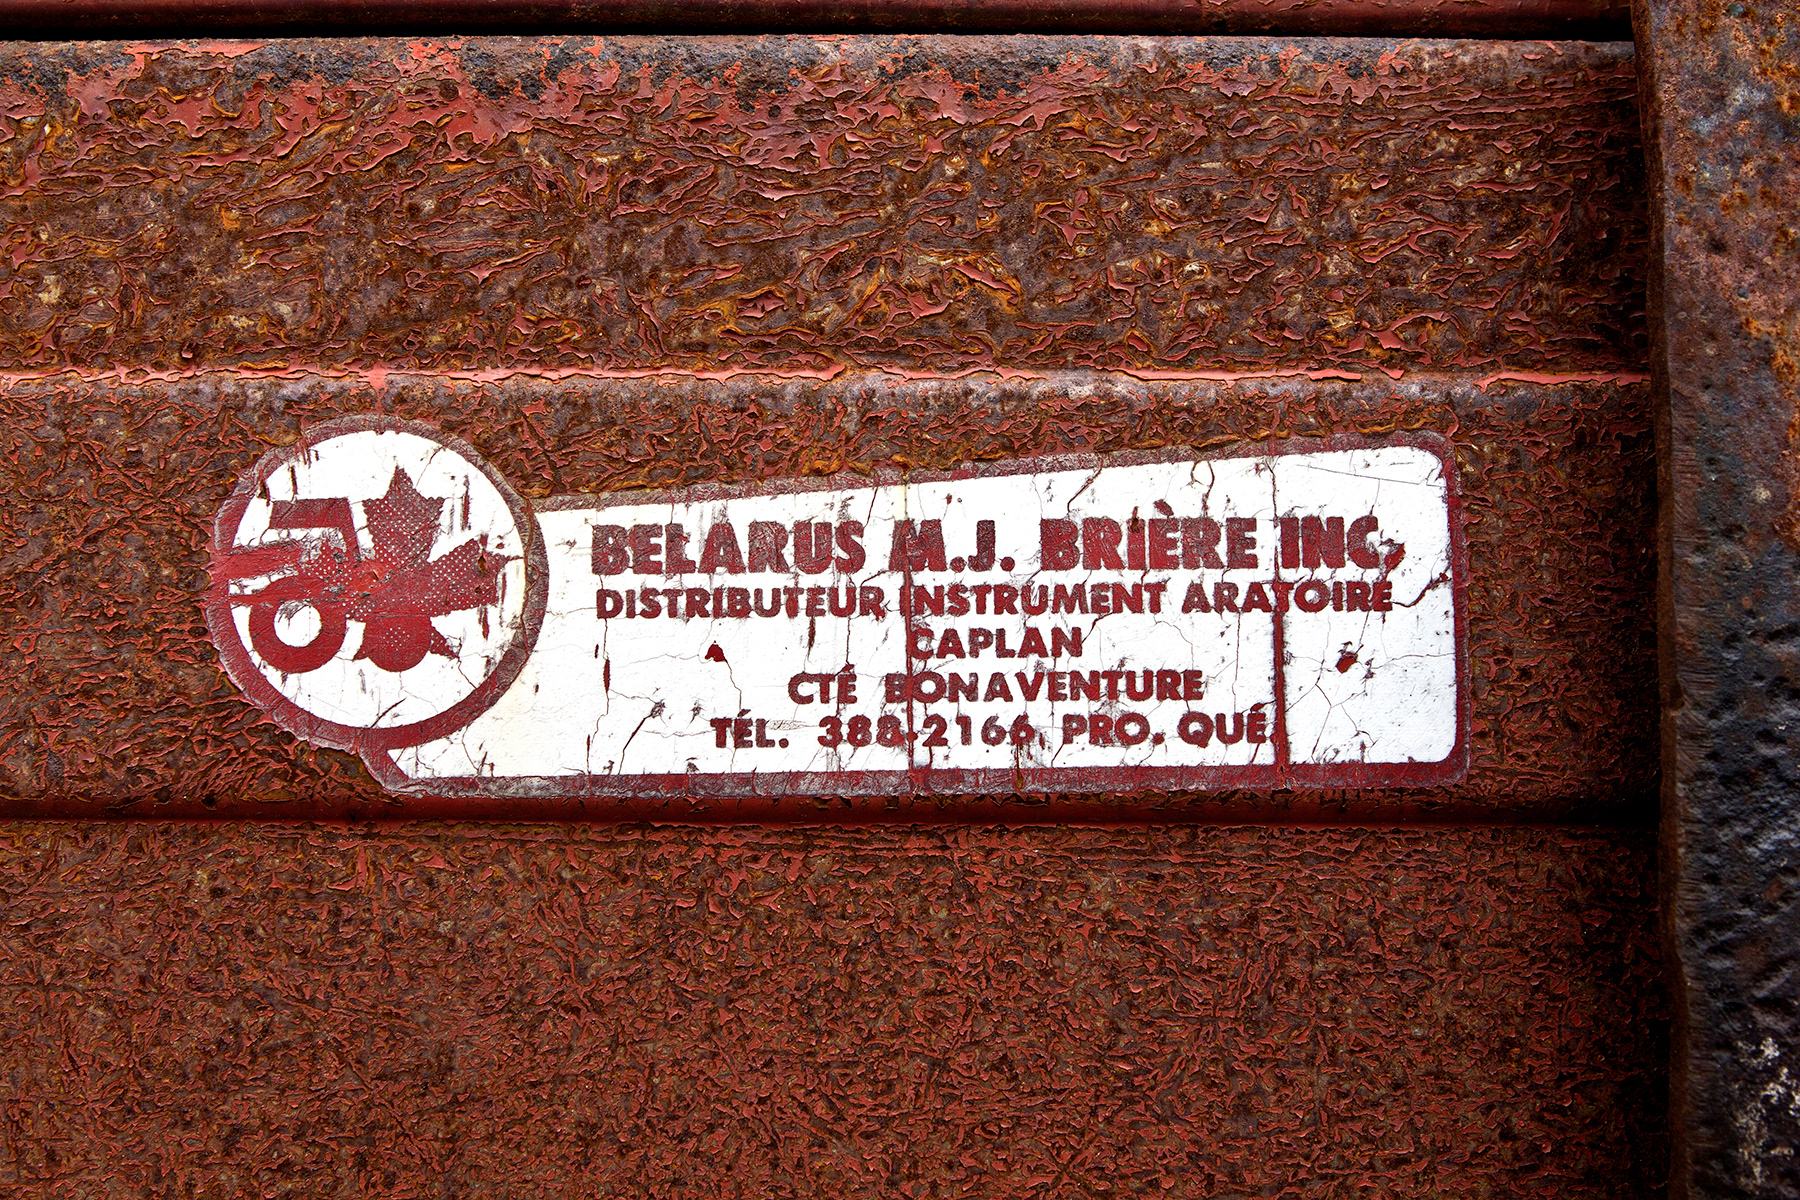 BELARUS M.J. BRIÈRE INC.
DISTRIBUTEUR INSTRUMENT ARATOIRE
CAPLAN
CTÉ BONAVENTURE
TÉL. 388-2166, PRO. QUÉ.